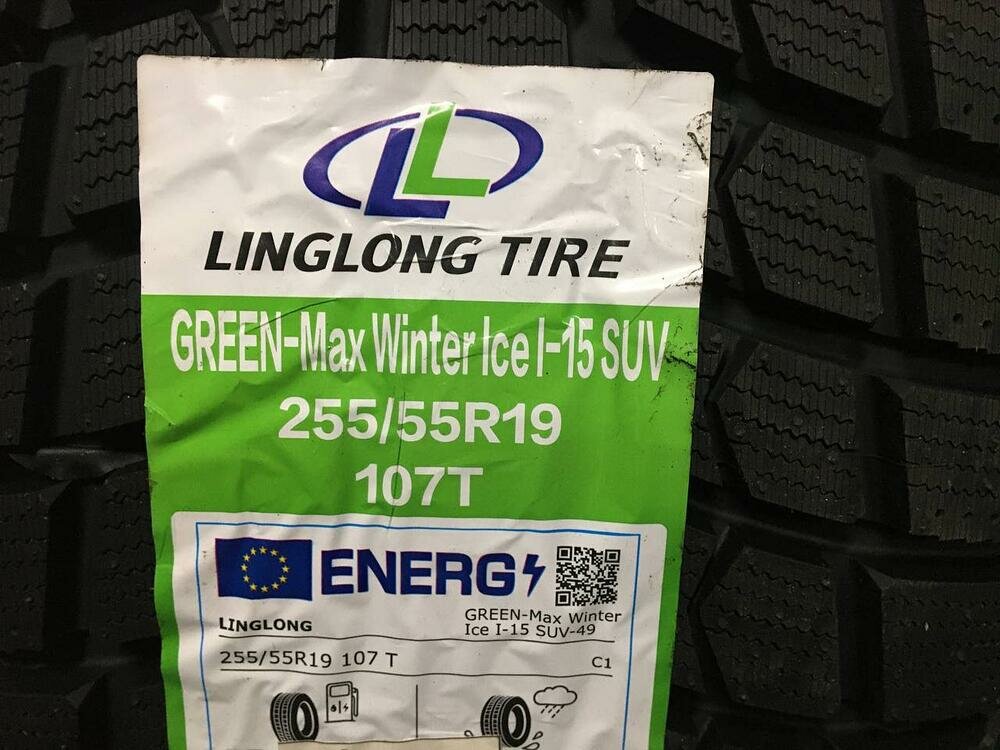 LL
LINGLONG TIRE
GREEN-Max Winter Ice I-15 SUV
255/55R19
107T
ENERG
LINGLONG
GREEN-Max Winter
Ice I-15 SUV-49
255/55R19 107 T
C1